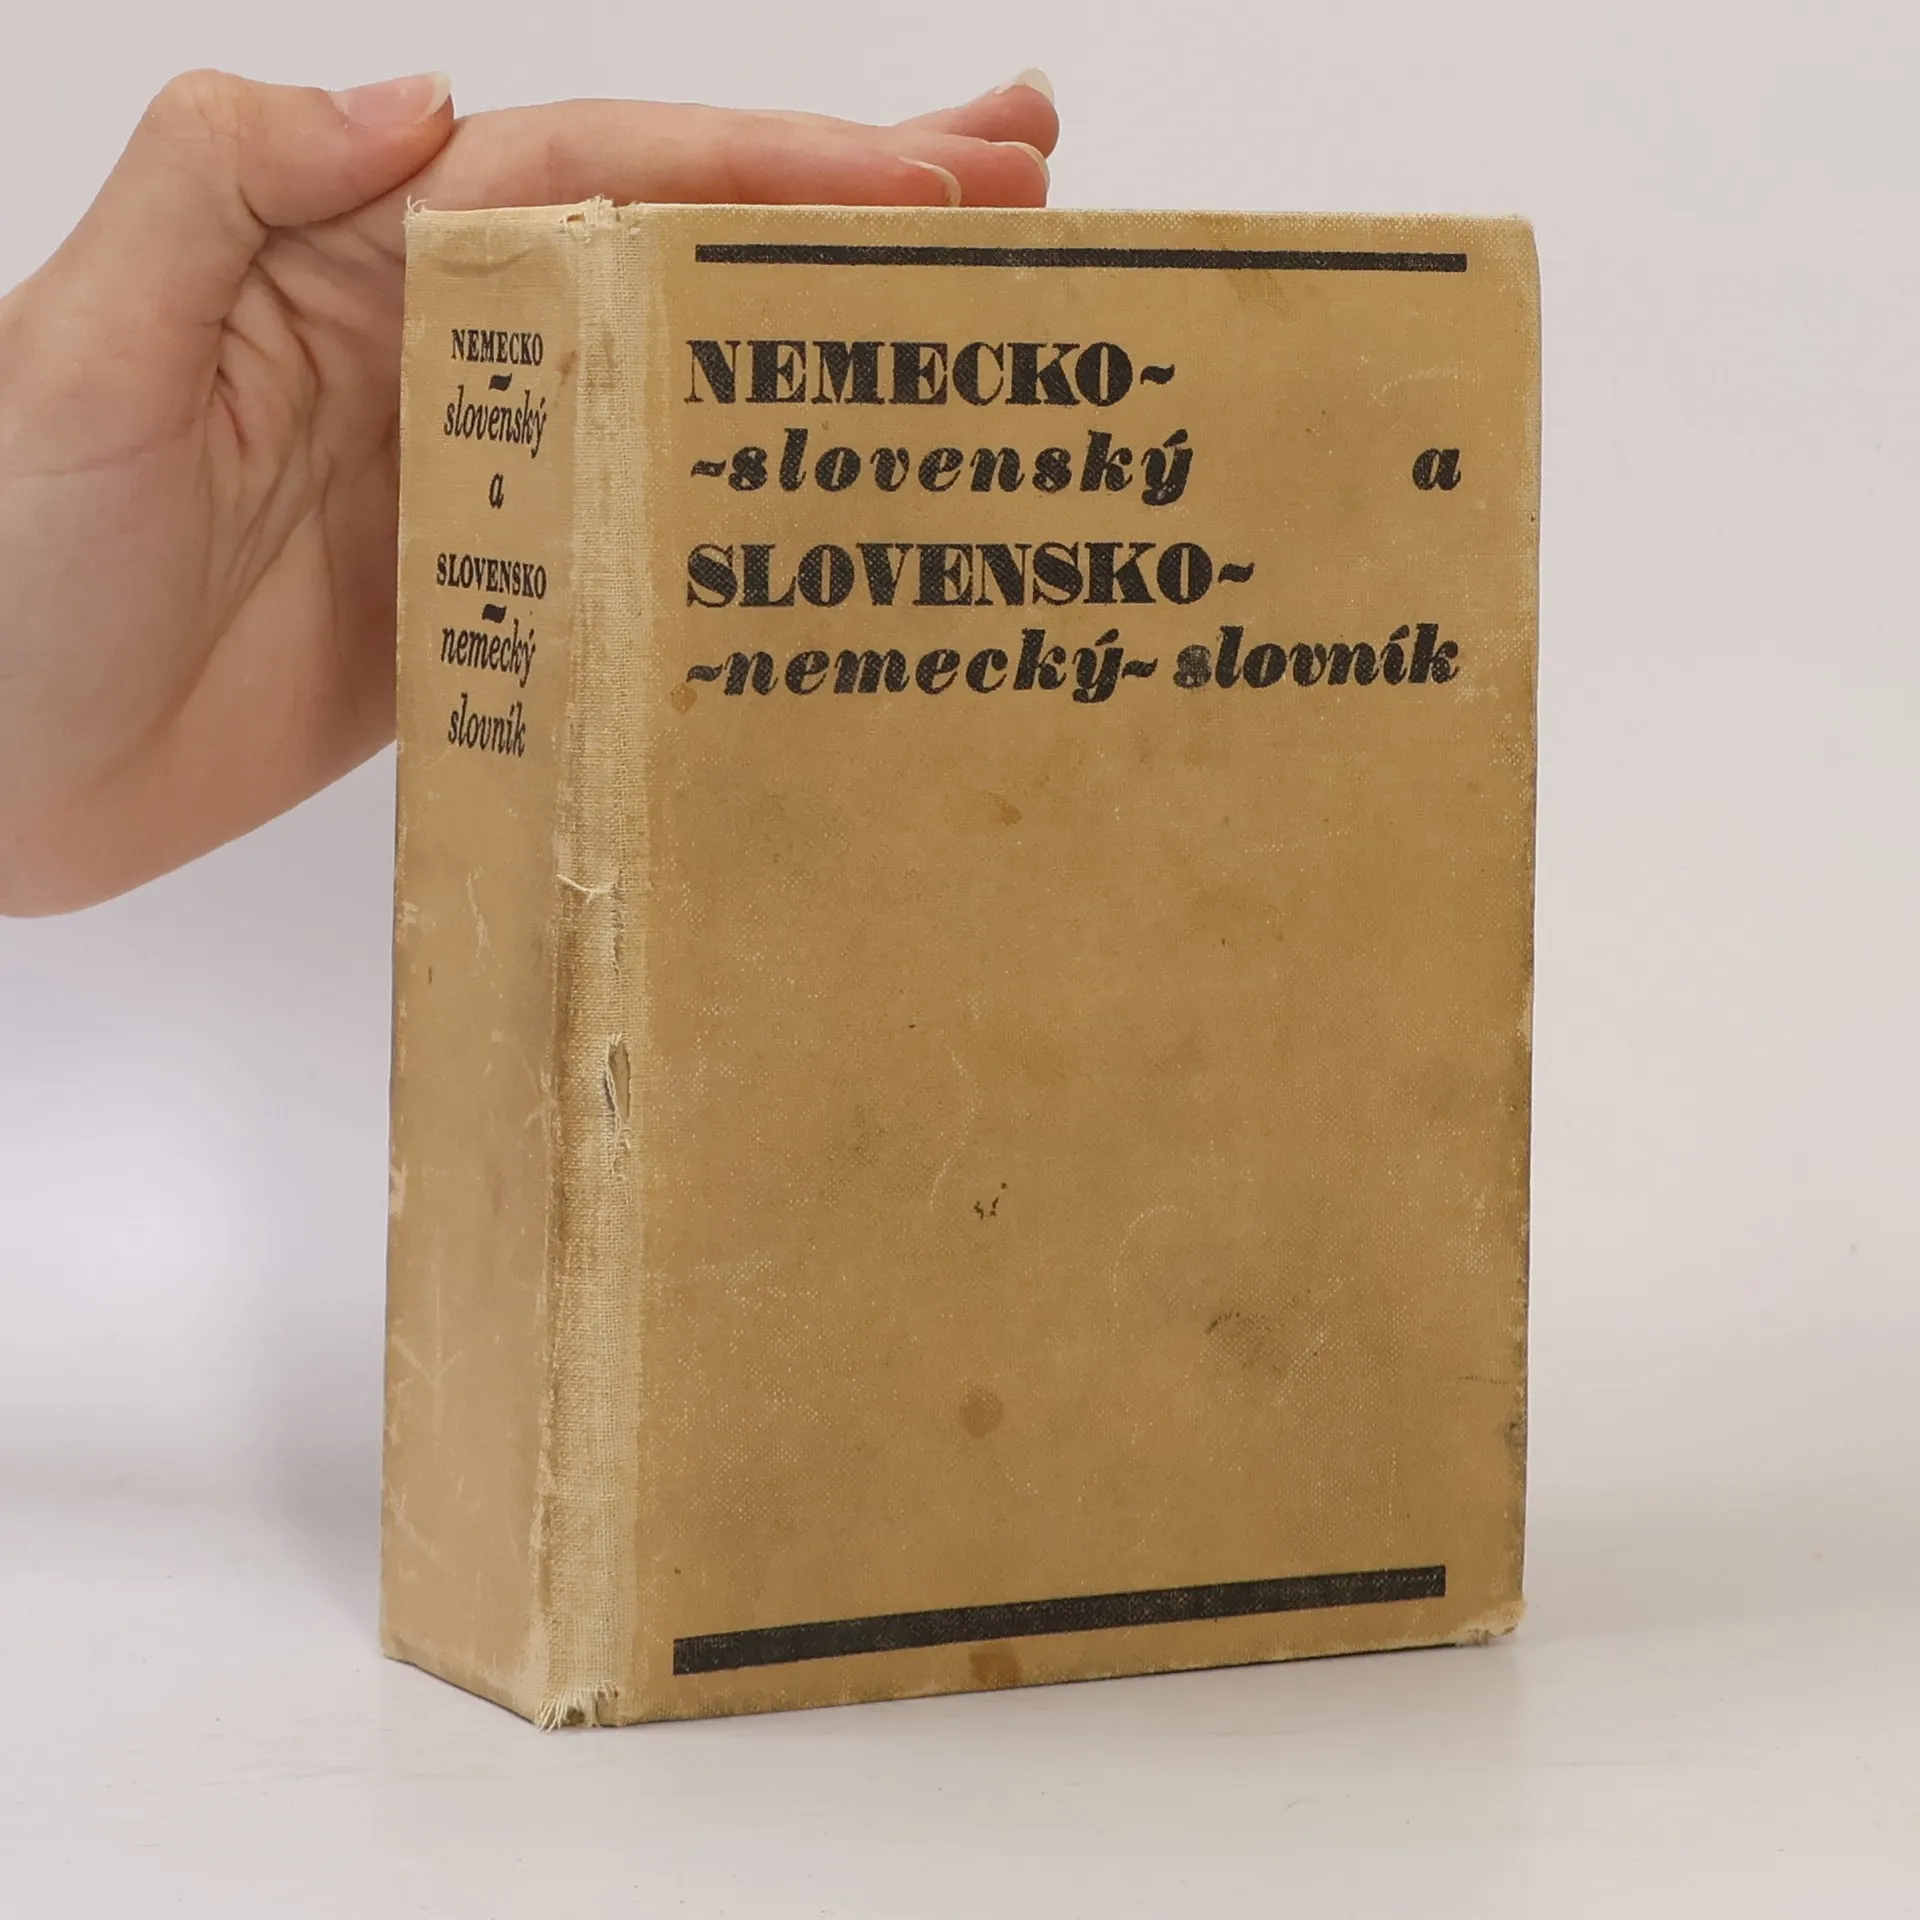 NEMECKO
~
slovenský
a
SLOVENSKO
~
nemecký
slovník
NEMECKO~
~slovenský a
SLOVENSKO~
~nemecký~slovník